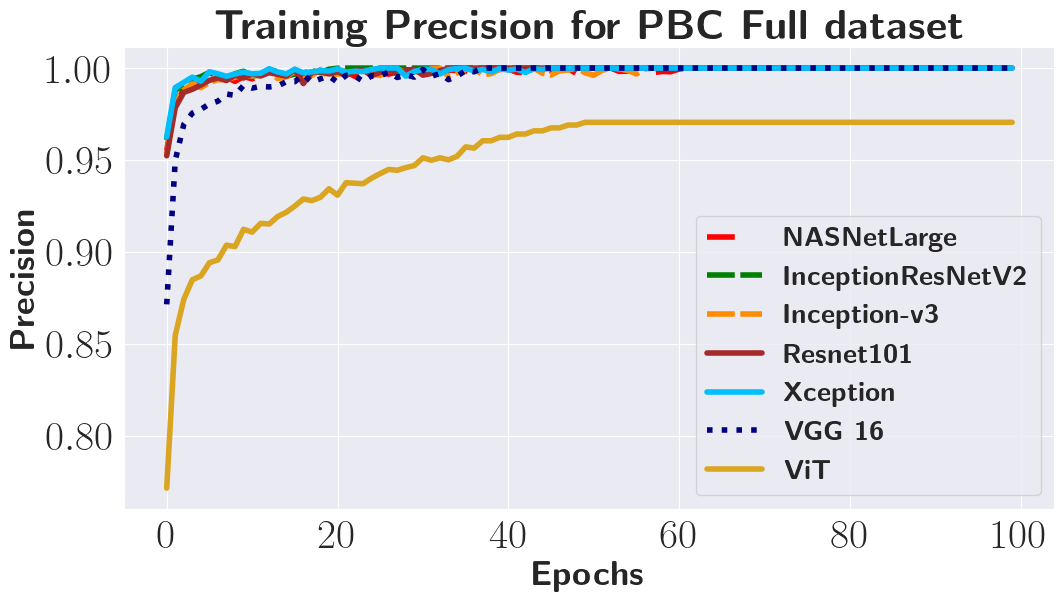 Training Precision for PBC Full dataset
1.00
0.95
0.90
0.85
0.80
Precision
NASNetLarge
InceptionResNetV2
Inception-v3
Resnet101
Xception
VGG 16
ViT
0 20 40 60 80 100
Epochs